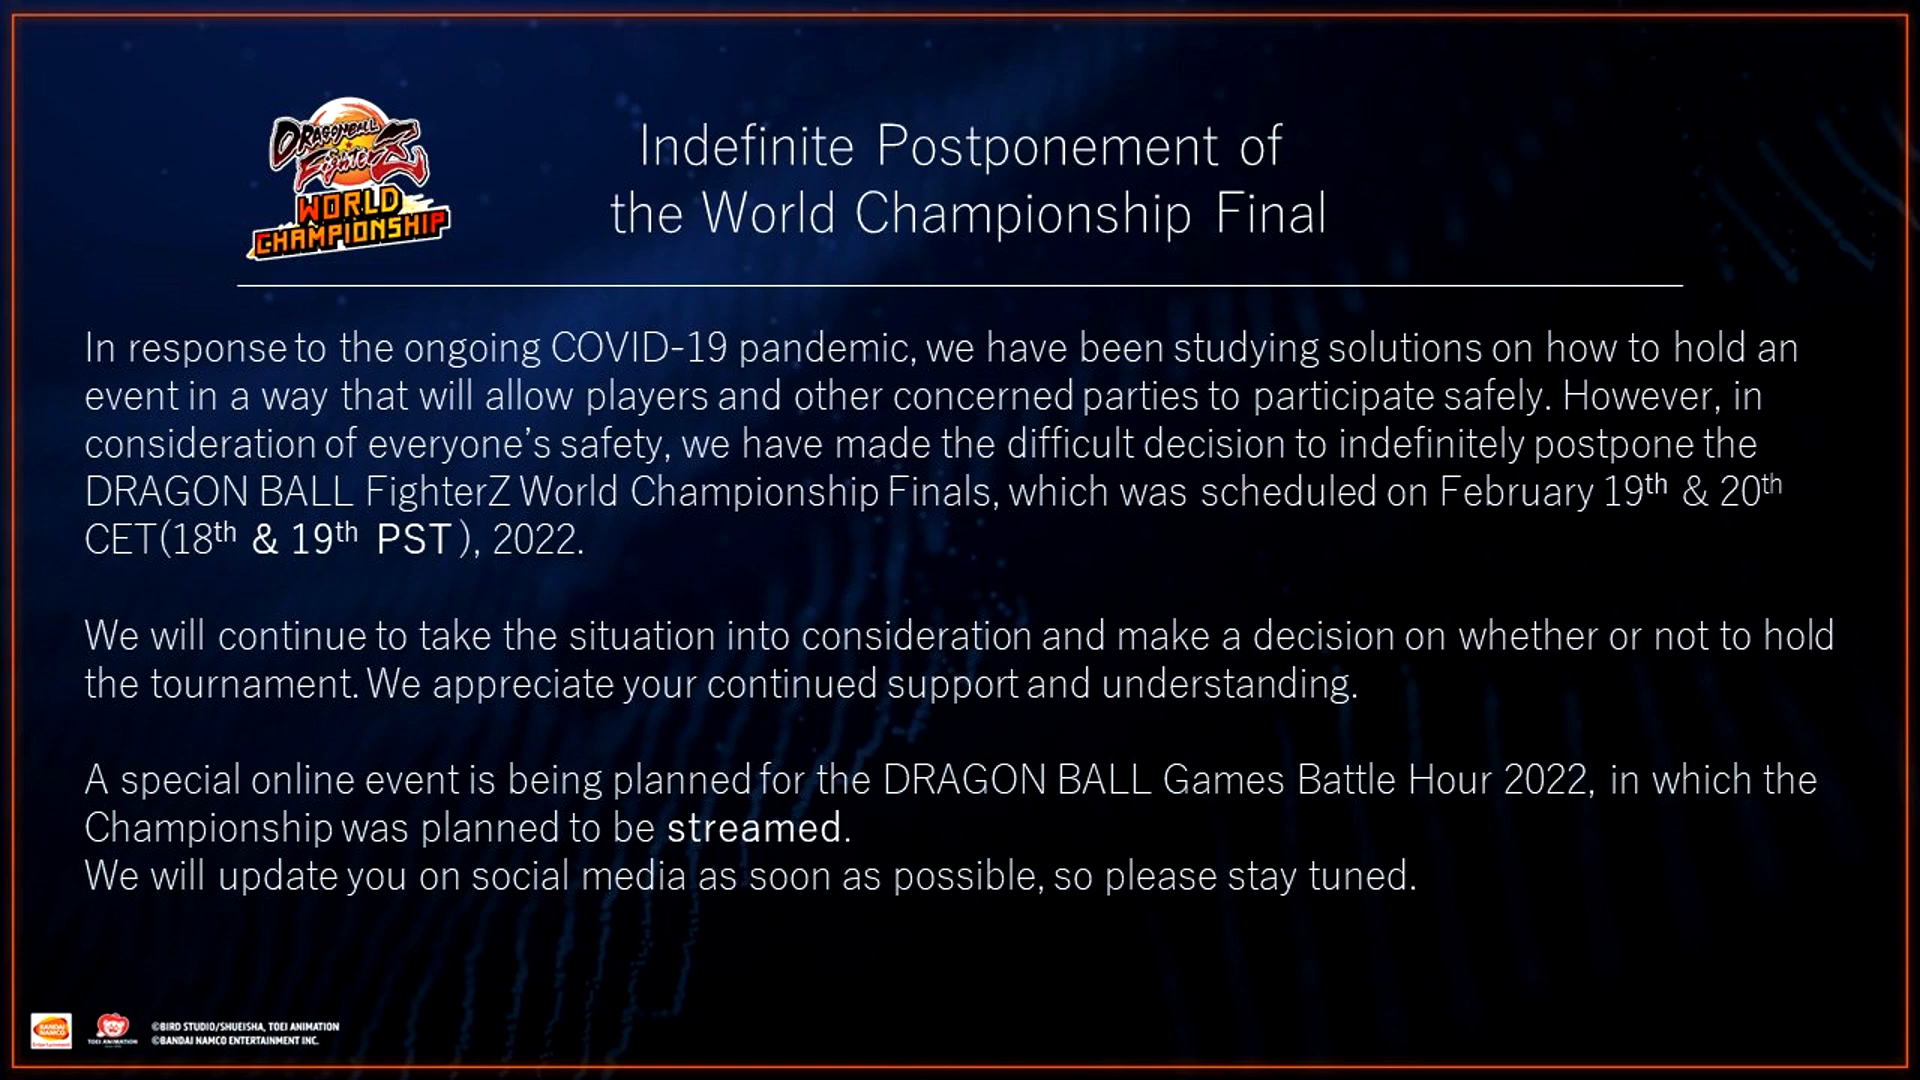 DRAGONBALL
FighterZ
WORLD
CHAMPIONSHIP
Indefinite Postponement of
the World Championship Final
In response to the ongoing COVID-19 pandemic, we have been studying solutions on how to hold an
event in a way that will allow players and other concerned parties to participate safely. However, in
consideration of everyone’s safety, we have made the difficult decision to indefinitely postpone the
DRAGON BALL FighterZ World Championship Finals, which was scheduled on February 19th & 20th
CET(18th & 19th PST), 2022.
We will continue to take the situation into consideration and make a decision on whether or not to hold
the tournament. We appreciate your continued support and understanding.
A special online event is being planned for the DRAGON BALL Games Battle Hour 2022, in which the
Championship was planned to be streamed.
We will update you on social media as soon as possible, so please stay tuned.
BANDAI
NAMCO
Entertainment
TOEI ANIMATION
©BIRD STUDIO/SHUEISHA, TOEI ANIMATION
©BANDAI NAMCO ENTERTAINMENT INC.